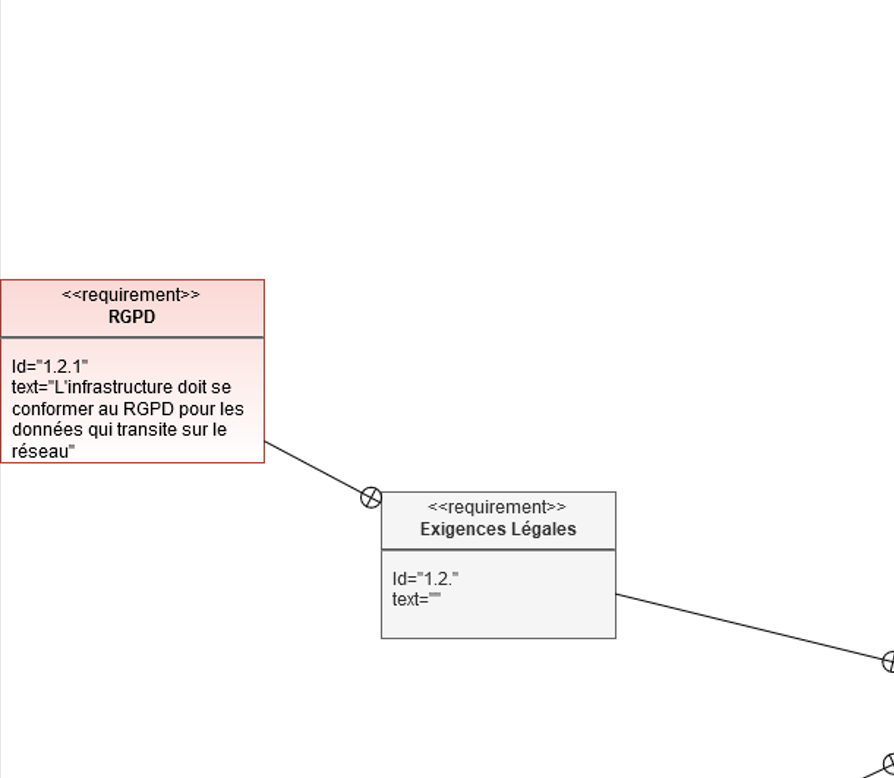 <<requirement>>
RGPD
Id="1.2.1"
text="L'infrastructure doit se
conformer au RGPD pour les
données qui transite sur le
réseau"
<<requirement>>
Exigences Légales
Id="1.2."
text=""